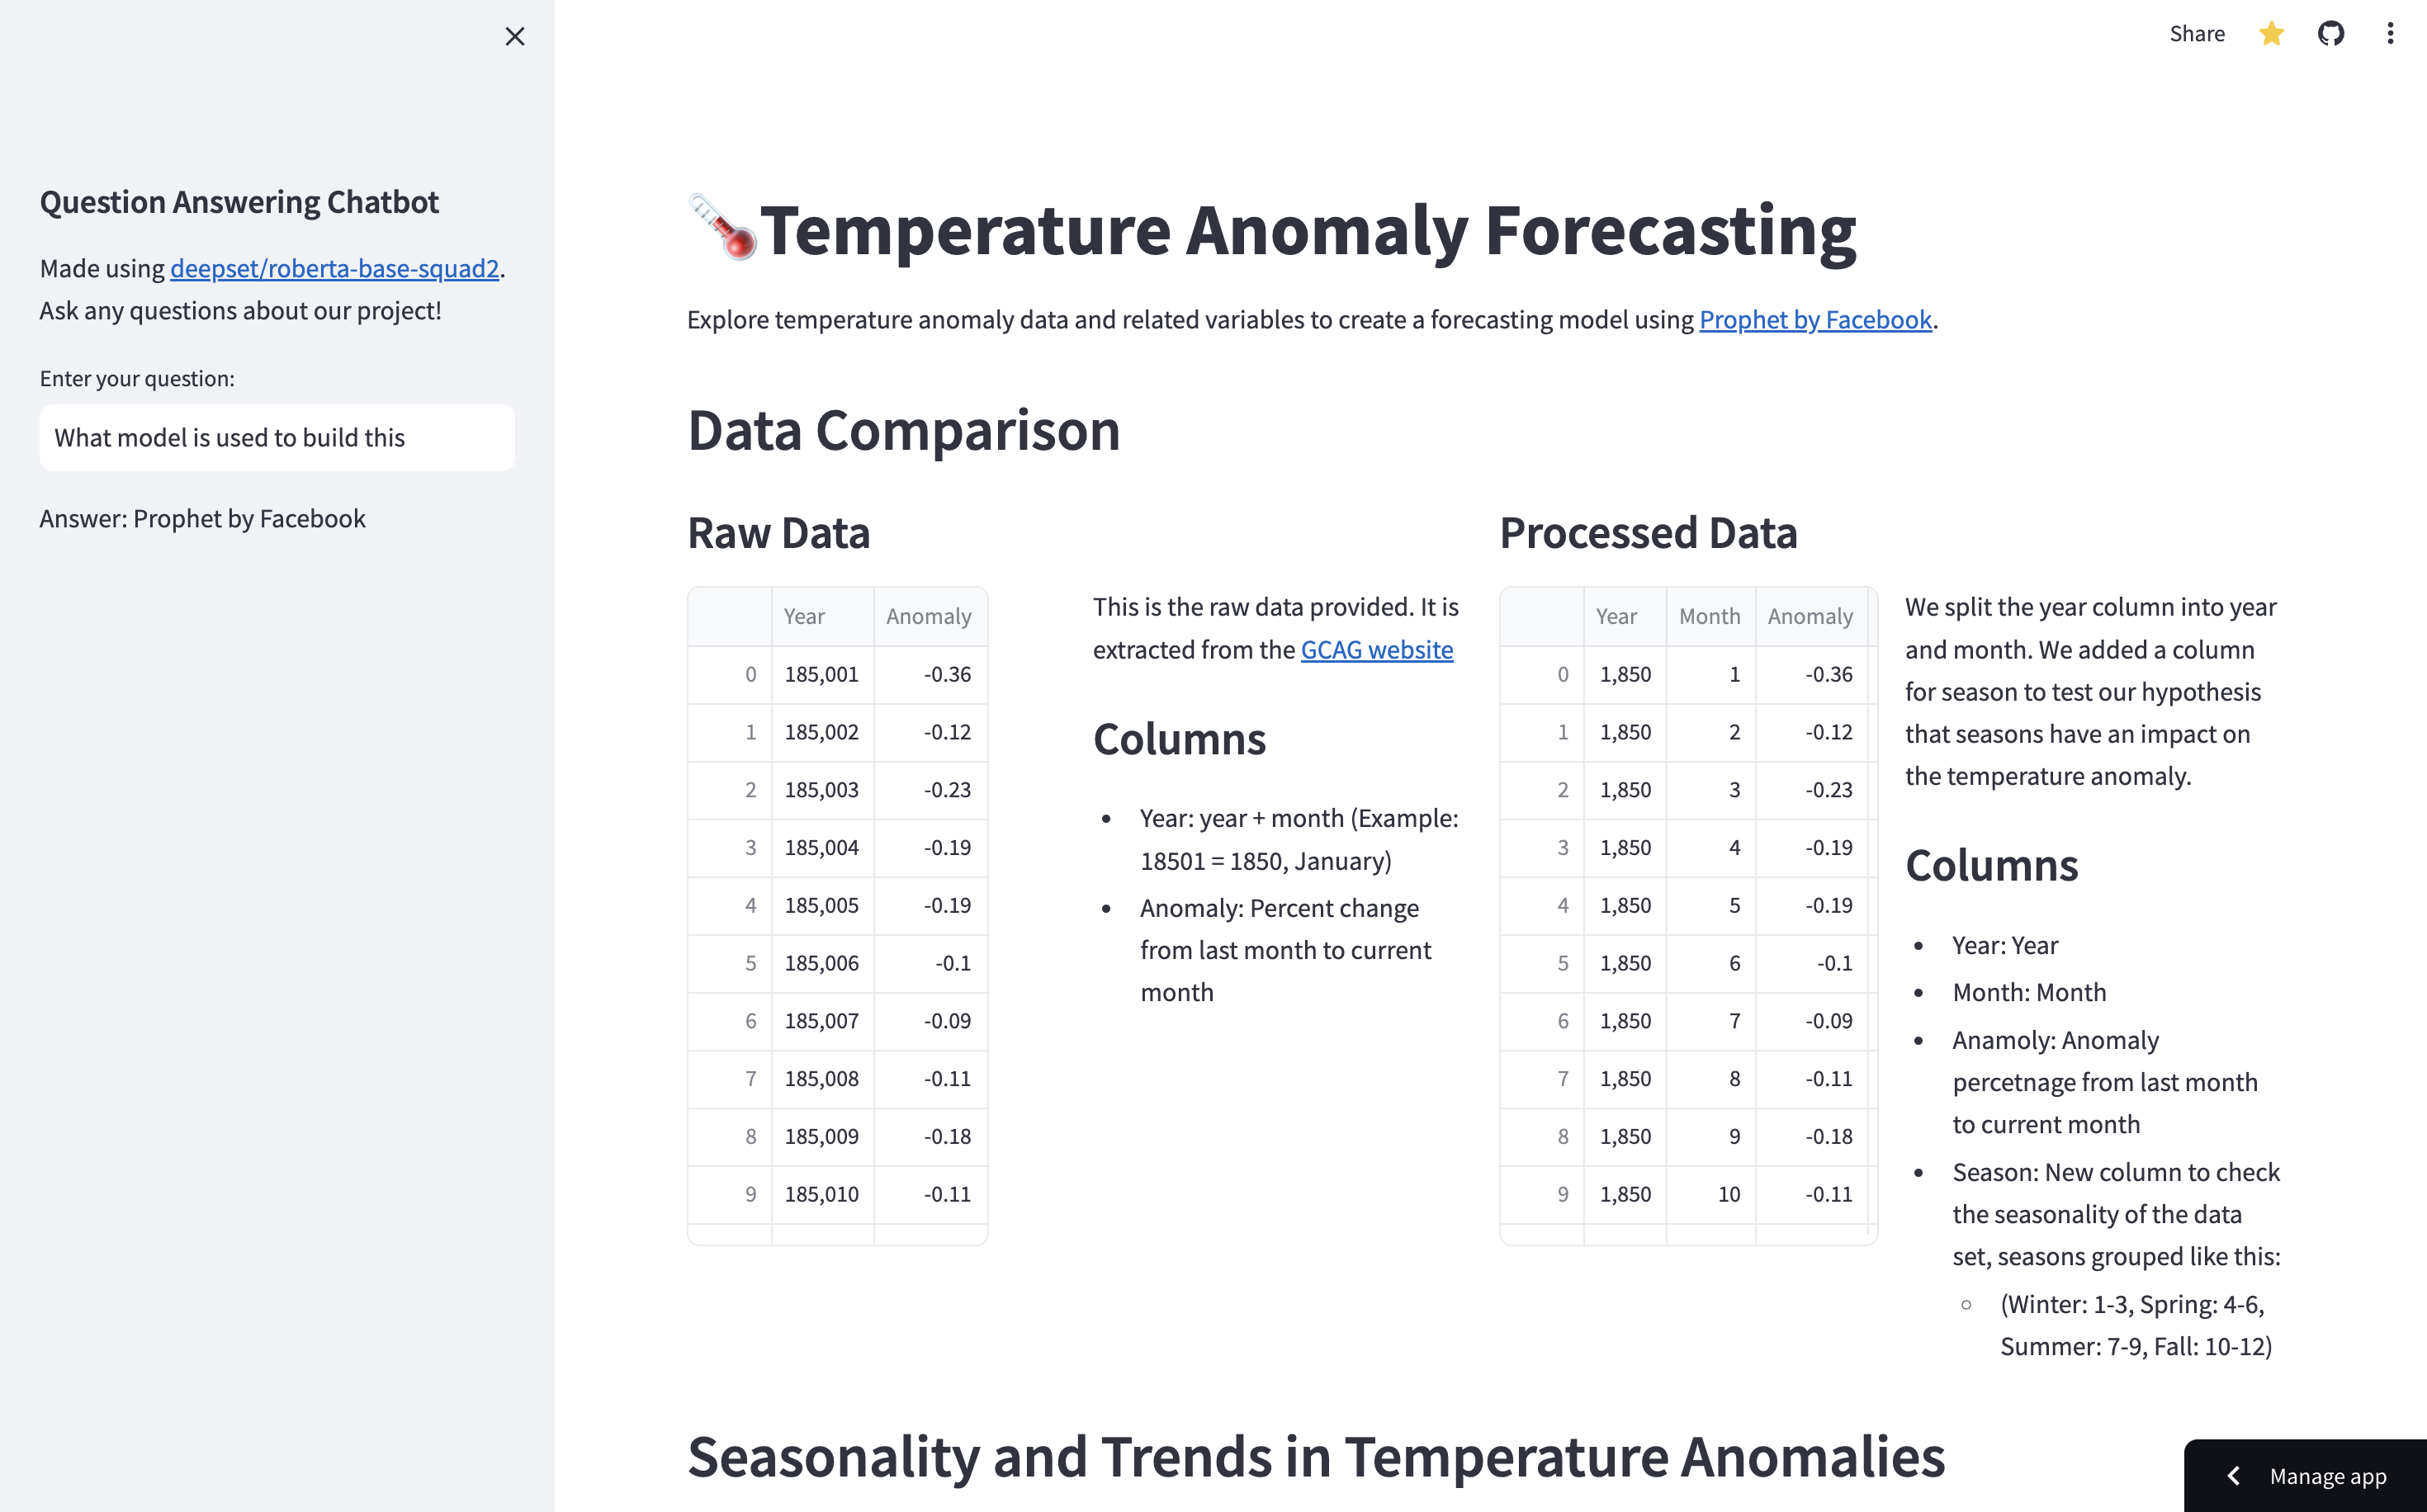 Share
Question Answering Chatbot
Made using deepset/roberta-base-squad2.
Ask any questions about our project!
Enter your question:
What model is used to build this
Answer: Prophet by Facebook
Temperature Anomaly Forecasting
Explore temperature anomaly data and related variables to create a forecasting model using Prophet by Facebook.
Data Comparison
Raw Data
Year Anomaly
0 185,001 -0.36
1 185,002 -0.12
2 185,003 -0.23
3 185,004 -0.19
4 185,005 -0.19
5 185,006 -0.1
6 185,007 -0.09
7 185,008 -0.11
8 185,009 -0.18
9 185,010 -0.11
This is the raw data provided. It is
extracted from the GCAG website
Columns
• Year: year + month (Example:
18501 = 1850, January)
• Anomaly: Percent change
from last month to current
month
Processed Data
Year Month Anomaly
0 1,850 1 -0.36
1 1,850 2 -0.12
2 1,850 3 -0.23
3 1,850 4 -0.19
4 1,850 5 -0.19
5 1,850 6 -0.1
6 1,850 7 -0.09
7 1,850 8 -0.11
8 1,850 9 -0.18
9 1,850 10 -0.11
We split the year column into year
and month. We added a column
for season to test our hypothesis
that seasons have an impact on
the temperature anomaly.
Columns
• Year: Year
• Month: Month
• Anamoly: Anomaly
percetnage from last month
to current month
• Season: New column to check
the seasonality of the data
set, seasons grouped like this:
○ (Winter: 1-3, Spring: 4-6,
Summer: 7-9, Fall: 10-12)
Seasonality and Trends in Temperature Anomalies
Manage app